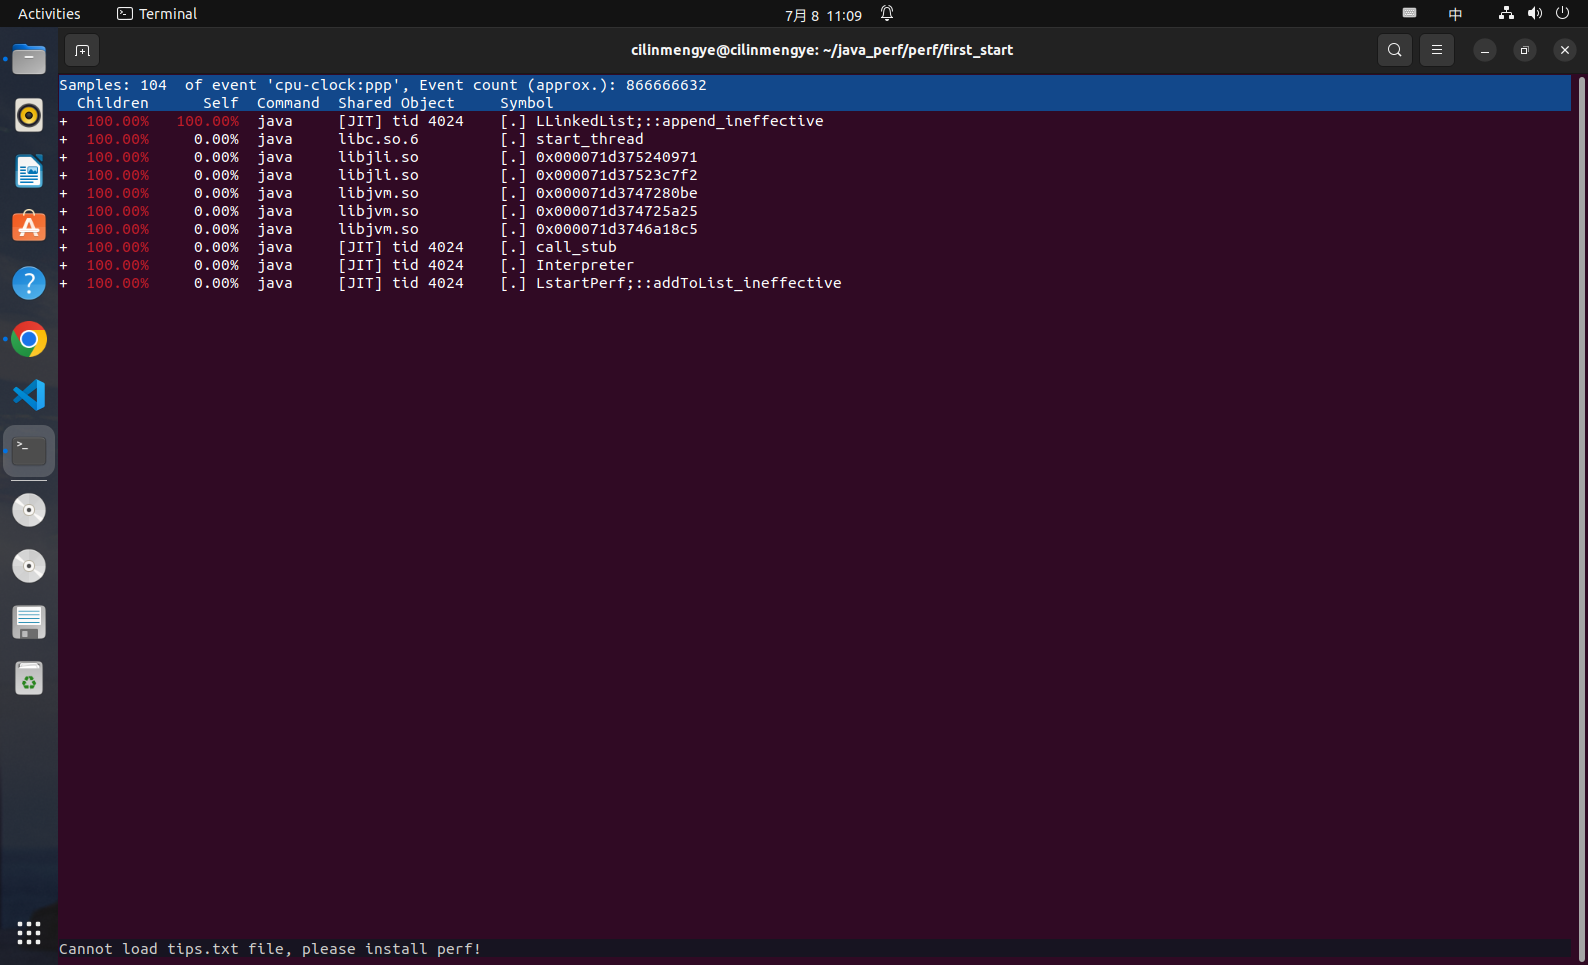 Activities Terminal 7月 8 11:09 中
cilinmengye@cilinmengye: ~/java_perf/perf/first_start
Samples: 104 of event 'cpu-clock:ppp', Event count (approx.): 866666632
Children Self Command Shared Object Symbol
+ 100.00% 100.00% java [JIT] tid 4024 [.] LLinkedList;::append_ineffective
+ 100.00% 0.00% java libc.so.6 [.] start_thread
+ 100.00% 0.00% java libjli.so [.] 0x000071d375240971
+ 100.00% 0.00% java libjli.so [.] 0x000071d37523c7f2
+ 100.00% 0.00% java libjvm.so [.] 0x000071d3747280be
+ 100.00% 0.00% java libjvm.so [.] 0x000071d374725a25
+ 100.00% 0.00% java libjvm.so [.] 0x000071d3746a18c5
+ 100.00% 0.00% java [JIT] tid 4024 [.] call_stub
+ 100.00% 0.00% java [JIT] tid 4024 [.] Interpreter
+ 100.00% 0.00% java [JIT] tid 4024 [.] LstartPerf;::addToList_ineffective
Cannot load tips.txt file, please install perf!